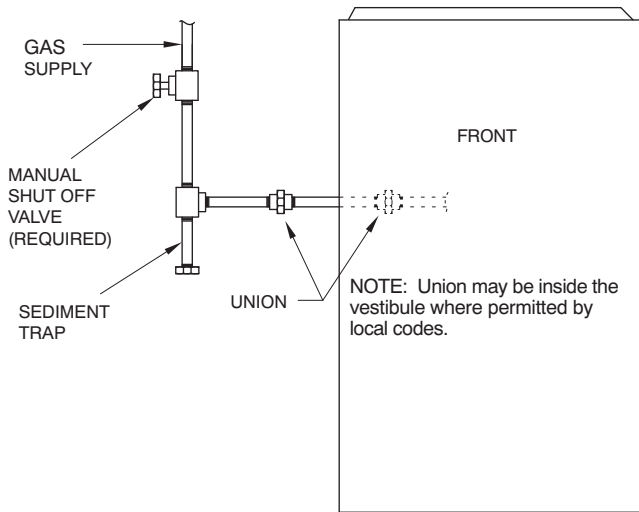 GAS
SUPPLY
FRONT
MANUAL
SHUT OFF
VALVE
(REQUIRED)
SEDIMENT
TRAP
UNION
NOTE:  Union may be inside the
vestibule where permitted by
local codes.